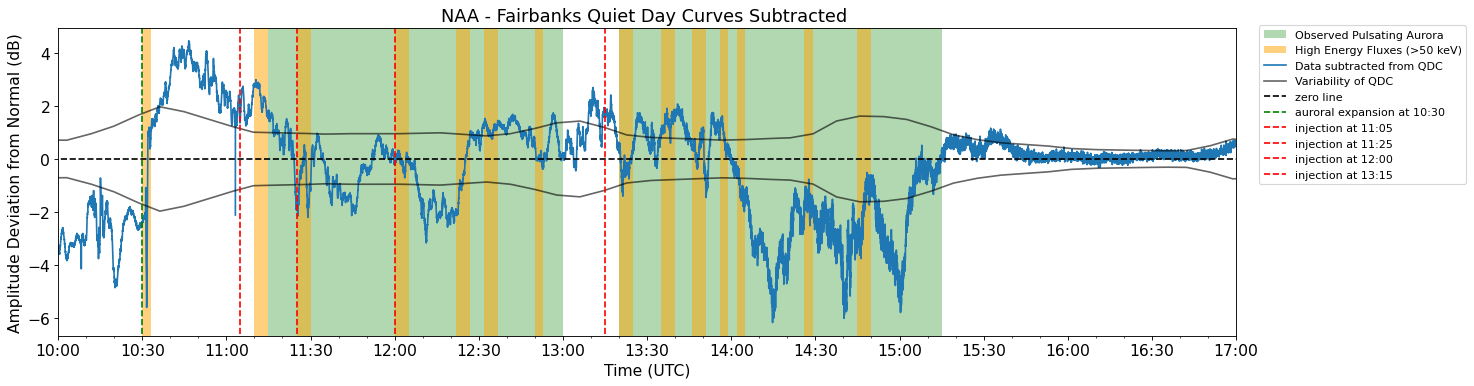 NAA - Fairbanks Quiet Day Curves Subtracted
Amplitude Deviation from Normal (dB)
4
2
0
−2
−4
−6
10:00 10:30 11:00 11:30 12:00 12:30 13:00 13:30 14:00 14:30 15:00 15:30 16:00 16:30 17:00
Time (UTC)
Observed Pulsating Aurora
High Energy Fluxes (>50 keV)
Data subtracted from QDC
Variability of QDC
zero line
auroral expansion at 10:30
injection at 11:05
injection at 11:25
injection at 12:00
injection at 13:15